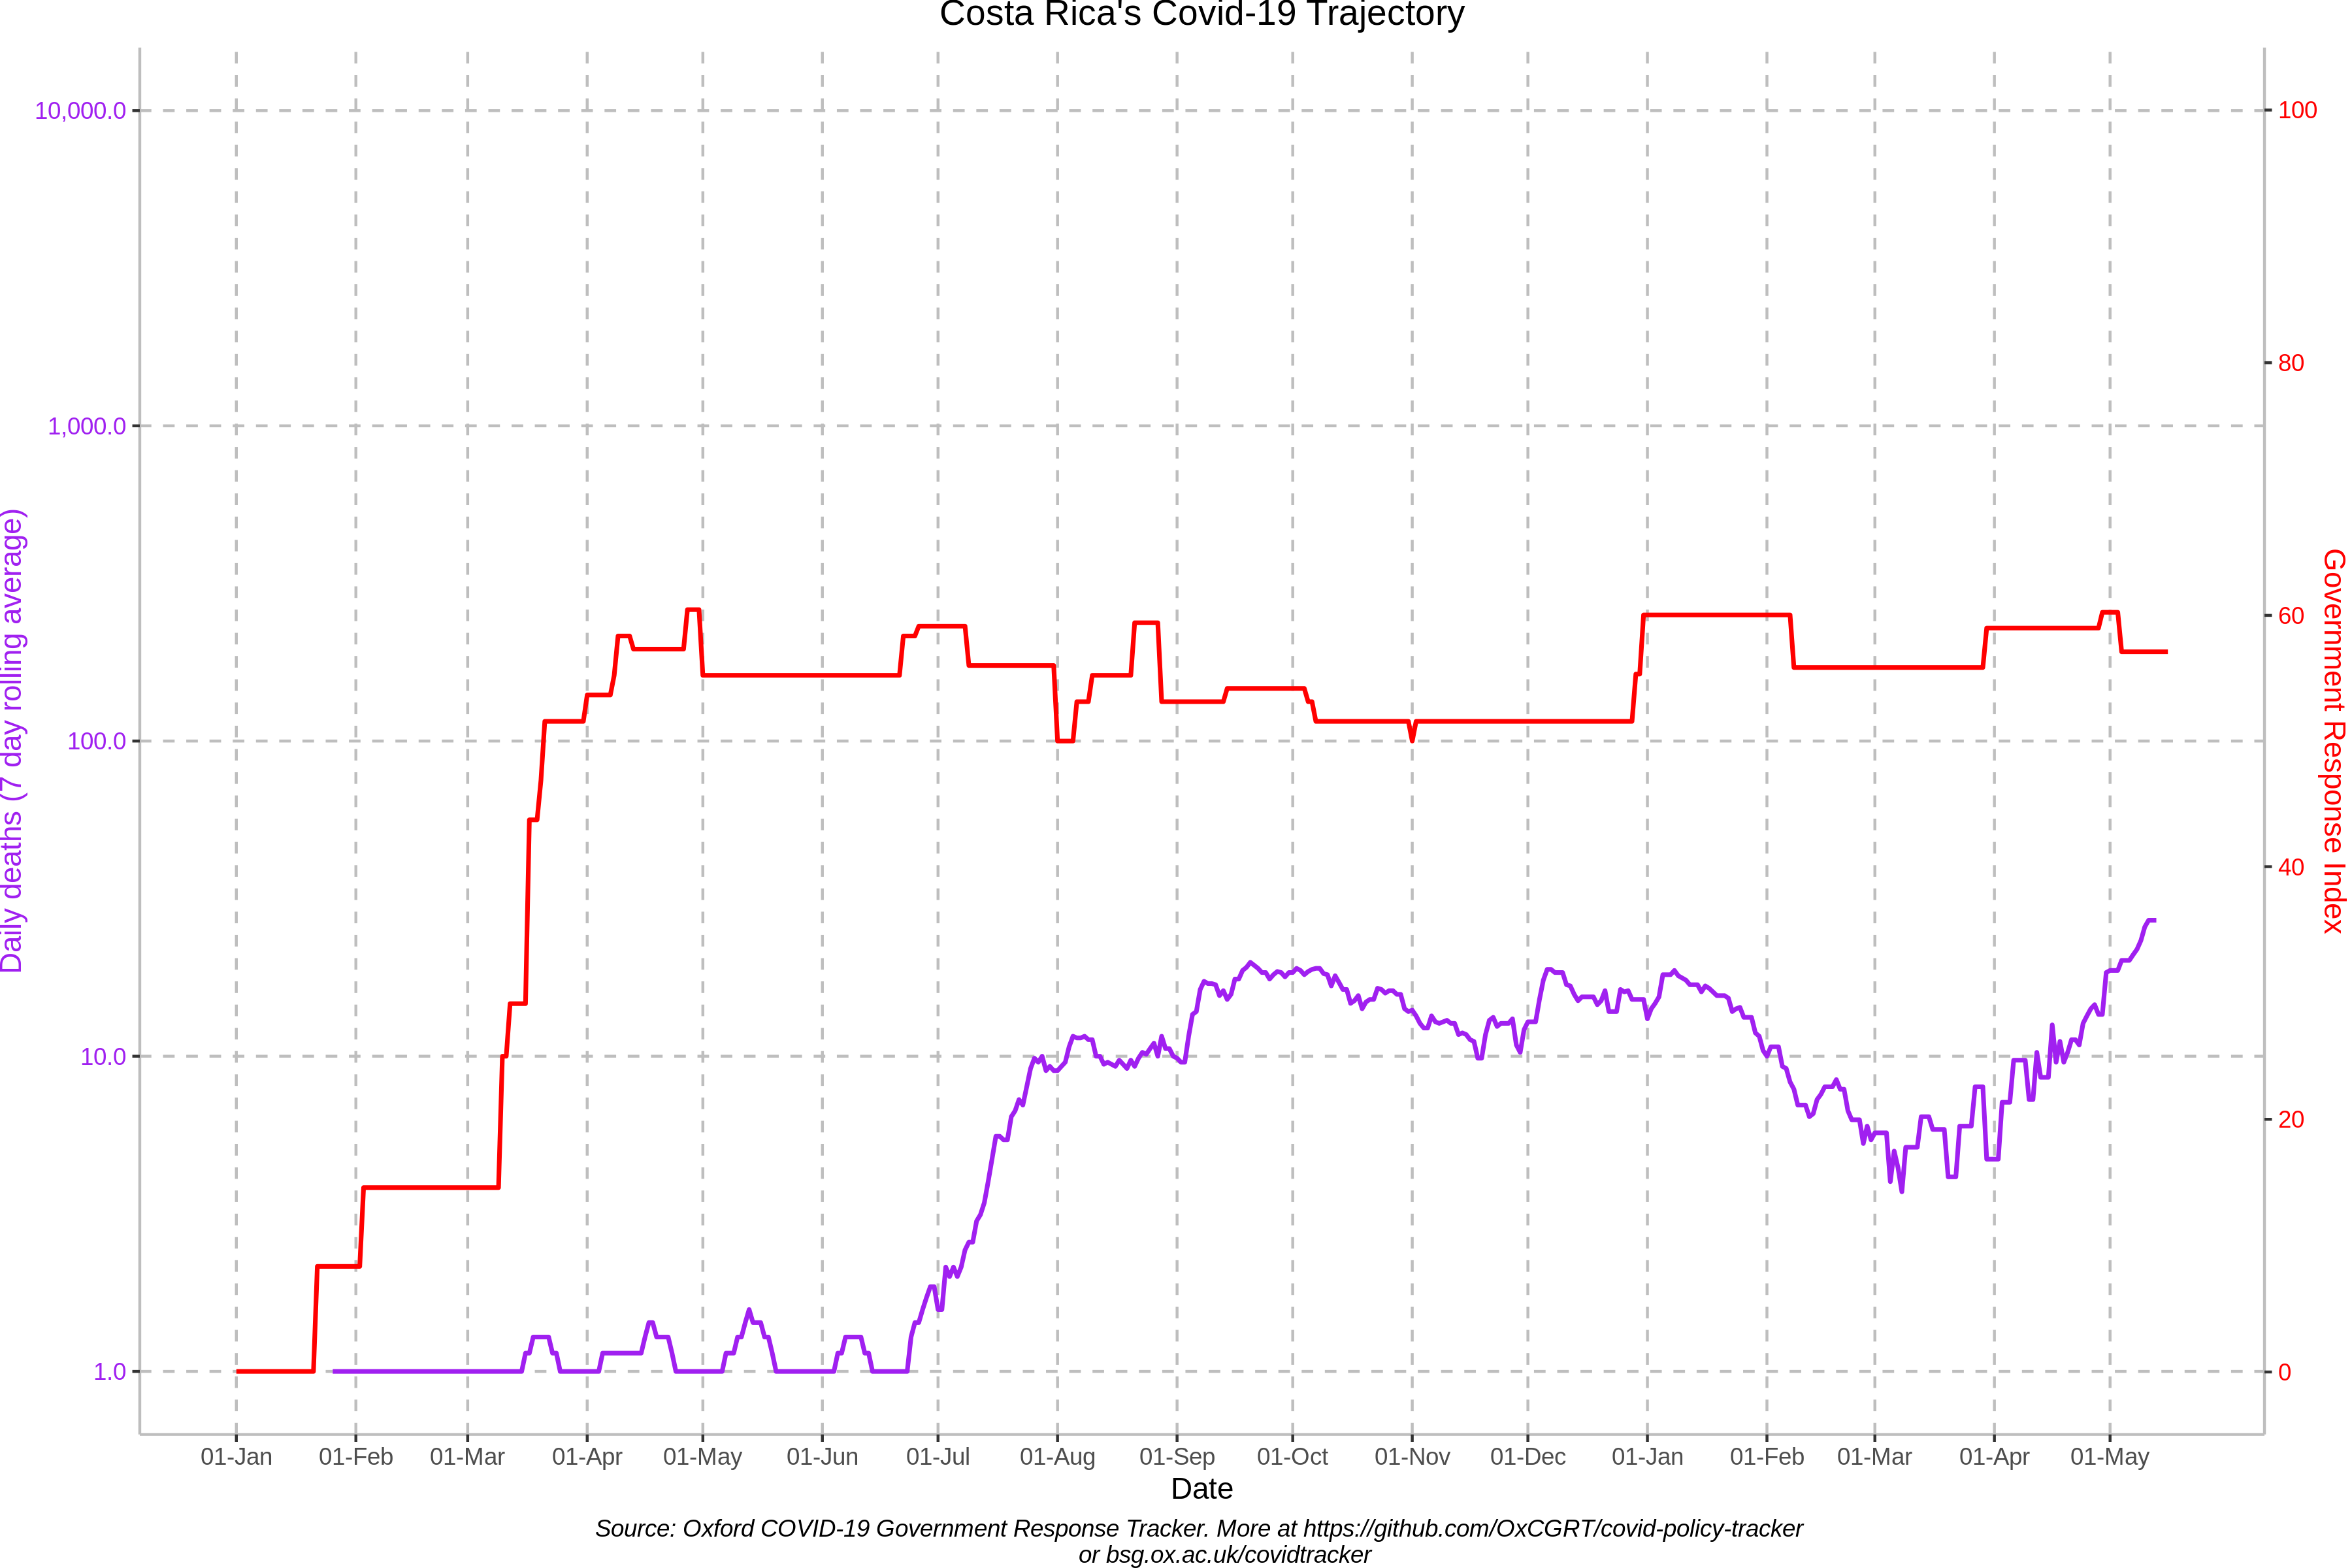 Costa Rica's Covid-19 Trajectory
10,000.0
1,000.0
100.0
10.0
1.0
Daily deaths (7 day rolling average)
100
80
60
40
20
0
Government Response Index
01-Jan 01-Feb 01-Mar 01-Apr 01-May 01-Jun 01-Jul 01-Aug 01-Sep 01-Oct 01-Nov 01-Dec 01-Jan 01-Feb 01-Mar 01-Apr 01-May
Date
Source: Oxford COVID-19 Government Response Tracker. More at https://github.com/OxCGRT/covid-policy-tracker
or bsg.ox.ac.uk/covidtracker